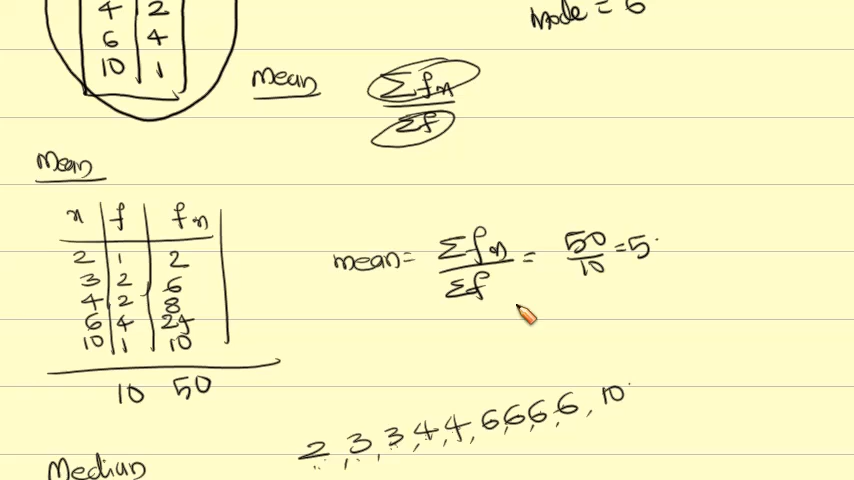 4 2
mode = 6
6 4
10 1
mean Σfx
Σf
mean
x f fx
2 1 2
3 2 6
4 2 8
6 4 24
10 1 10
10 50
mean = Σfx / Σf = 50/10 = 5
2, 3, 3, 4, 4, 6, 6, 6, 6, 10
Median